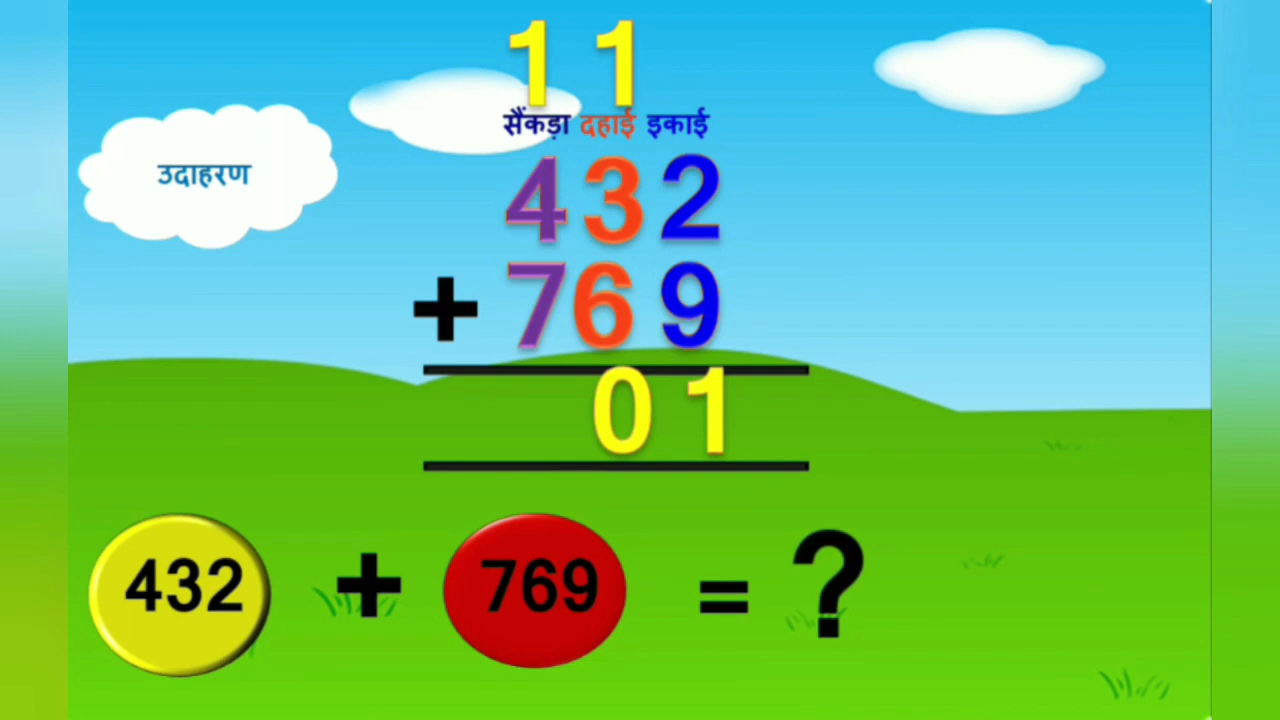 1 1
सैंकड़ा दहाई इकाई
उदाहरण
4 3 2
+ 7 6 9
0 1
432 + 769 = ?